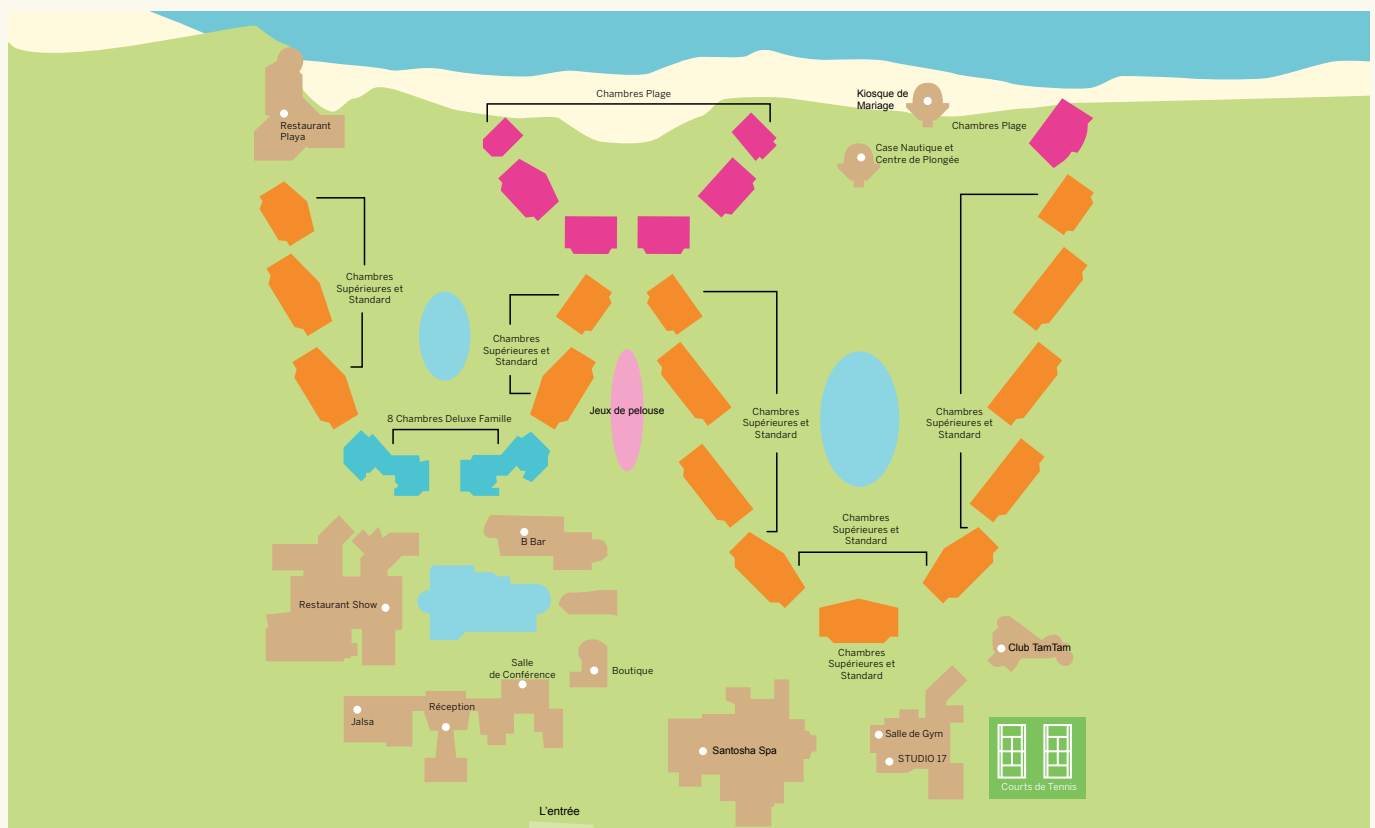 Chambres Plage
Kiosque de
Mariage
Restaurant
Playa
Chambres Plage
Case Nautique et
Centre de Plongée
Chambres
Supérieures et
Standard
Chambres
Supérieures et
Standard
Jeux de pelouse
8 Chambres Deluxe Famille
Chambres
Supérieures et
Standard
Chambres
Supérieures et
Standard
Chambres
Supérieures et
Standard
B Bar
Restaurant Show
Chambres
Supérieures et
Standard
Club TamTam
Salle
de Conférence
Boutique
Réception
Jalsa
Santosha Spa
Salle de Gym
STUDIO 17
Courts de Tennis
L'entrée